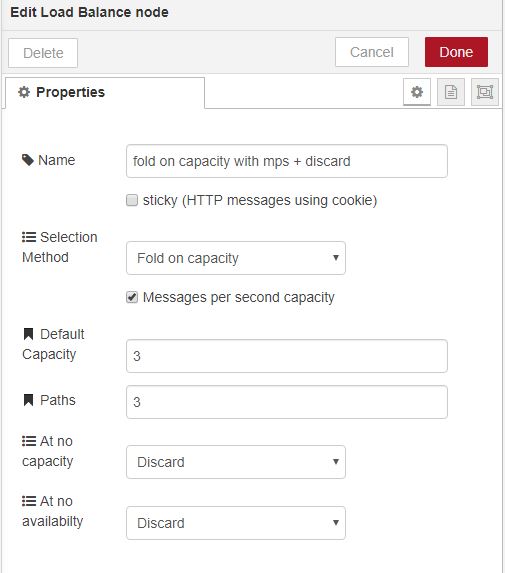 Edit Load Balance node
Delete
Cancel
Done
Properties
Name
fold on capacity with mps + discard
sticky (HTTP messages using cookie)
Selection
Method
Fold on capacity
Messages per second capacity
Default
Capacity
3
Paths
3
At no
capacity
Discard
At no
availabilty
Discard